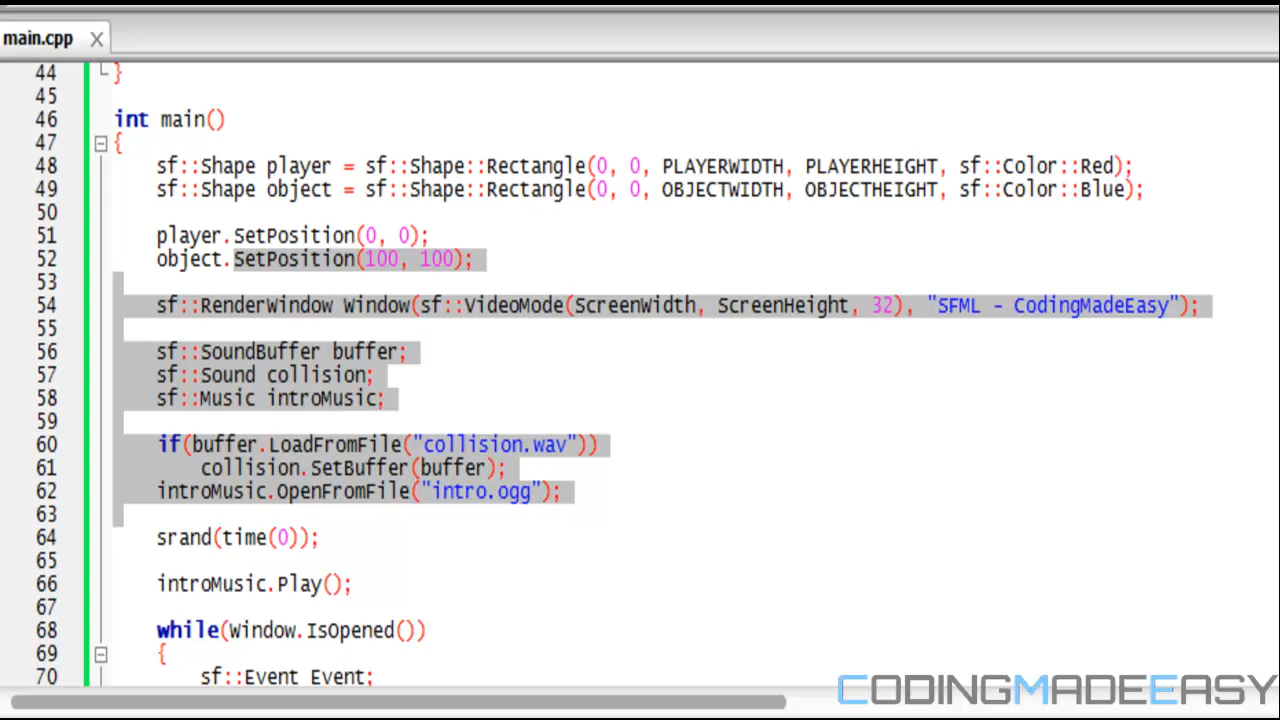 main.cpp X
44 }
45
46 int main()
47 {
48 sf::Shape player = sf::Shape::Rectangle(0, 0, PLAYERWIDTH, PLAYERHEIGHT, sf::Color::Red);
49 sf::Shape object = sf::Shape::Rectangle(0, 0, OBJECTWIDTH, OBJECTHEIGHT, sf::Color::Blue);
50
51 player.SetPosition(0, 0);
52 object.SetPosition(100, 100);
53
54 sf::RenderWindow Window(sf::VideoMode(ScreenWidth, ScreenHeight, 32), "SFML - CodingMadeEasy");
55
56 sf::SoundBuffer buffer;
57 sf::Sound collision;
58 sf::Music introMusic;
59
60 if(buffer.LoadFromFile("collision.wav"))
61 collision.SetBuffer(buffer);
62 introMusic.OpenFromFile("intro.ogg");
63
64 srand(time(0));
65
66 introMusic.Play();
67
68 while(Window.IsOpened())
69 {
70 sf::Event Event;
CODINGMADEEASY